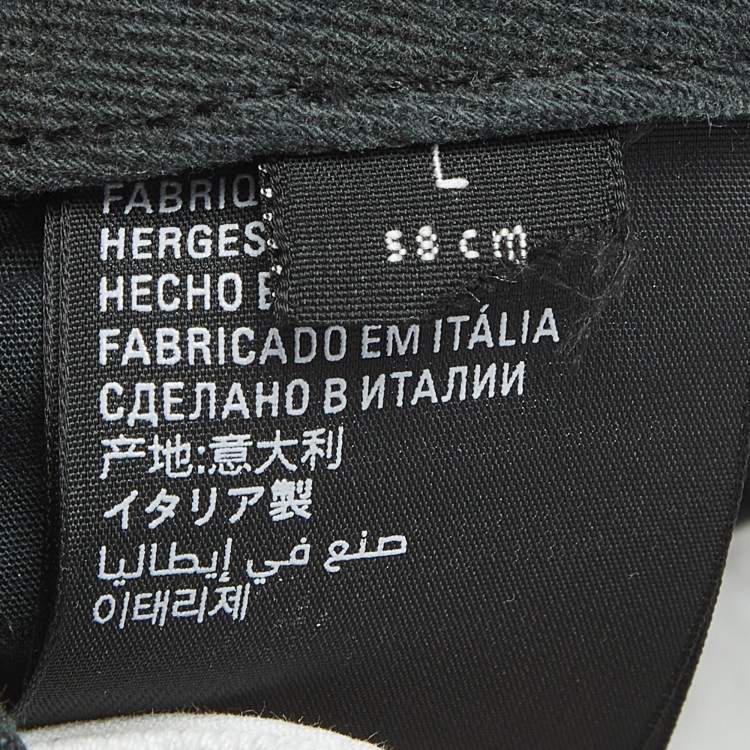 L
58 cm
FABRIQ
HERGES
HECHO E
FABRICADO EM ITÁLIA
СДЕЛАНО В ИТАЛИИ
产地:意大利
イタリア製
صنع في إيطاليا
이태리제